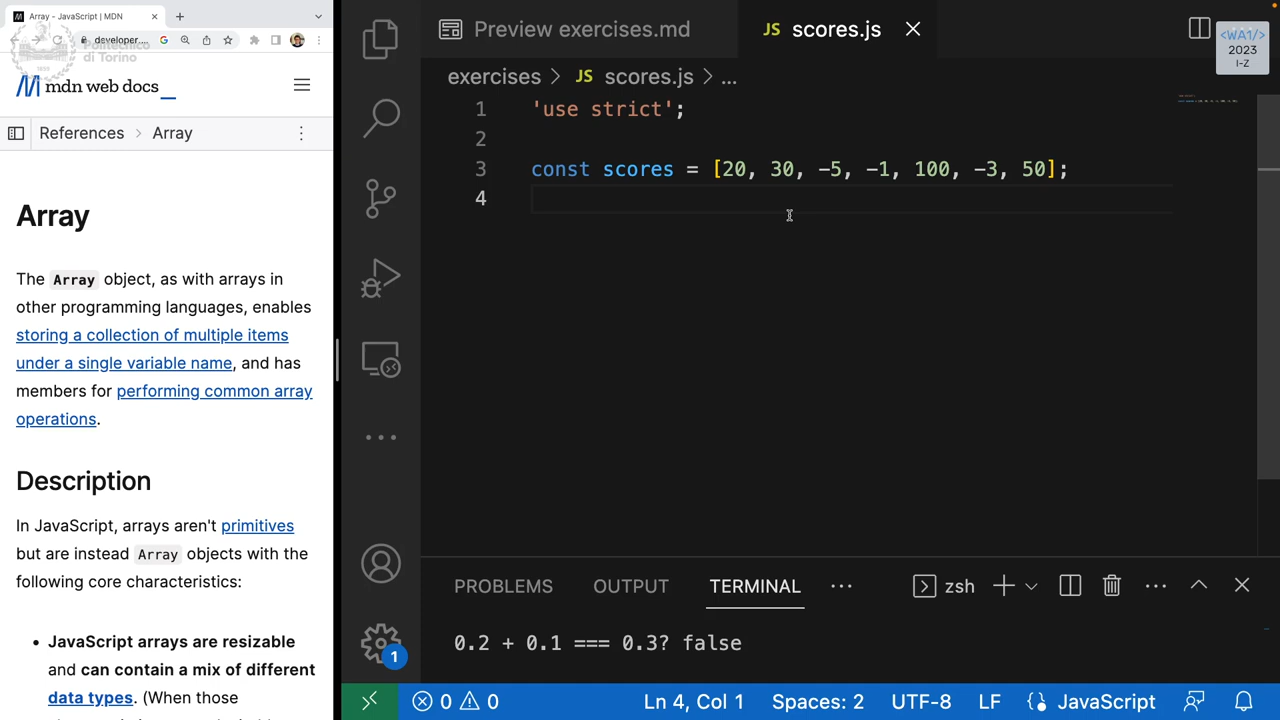 Array - JavaScript | MDN
developer....
Politecnico
di Torino
1859
mdn web docs_
References > Array
Array
The Array object, as with arrays in
other programming languages, enables
storing a collection of multiple items
under a single variable name, and has
members for performing common array
operations.
Description
In JavaScript, arrays aren't primitives
but are instead Array objects with the
following core characteristics:
• JavaScript arrays are resizable
and can contain a mix of different
data types. (When those
Preview exercises.md
JS scores.js
<WA1/>
2023
I-Z
exercises > JS scores.js > ...
1 'use strict';
2
3 const scores = [20, 30, -5, -1, 100, -3, 50];
4
PROBLEMS OUTPUT TERMINAL ... zsh
0.2 + 0.1 === 0.3? false
1
0 0 Ln 4, Col 1 Spaces: 2 UTF-8 LF {} JavaScript